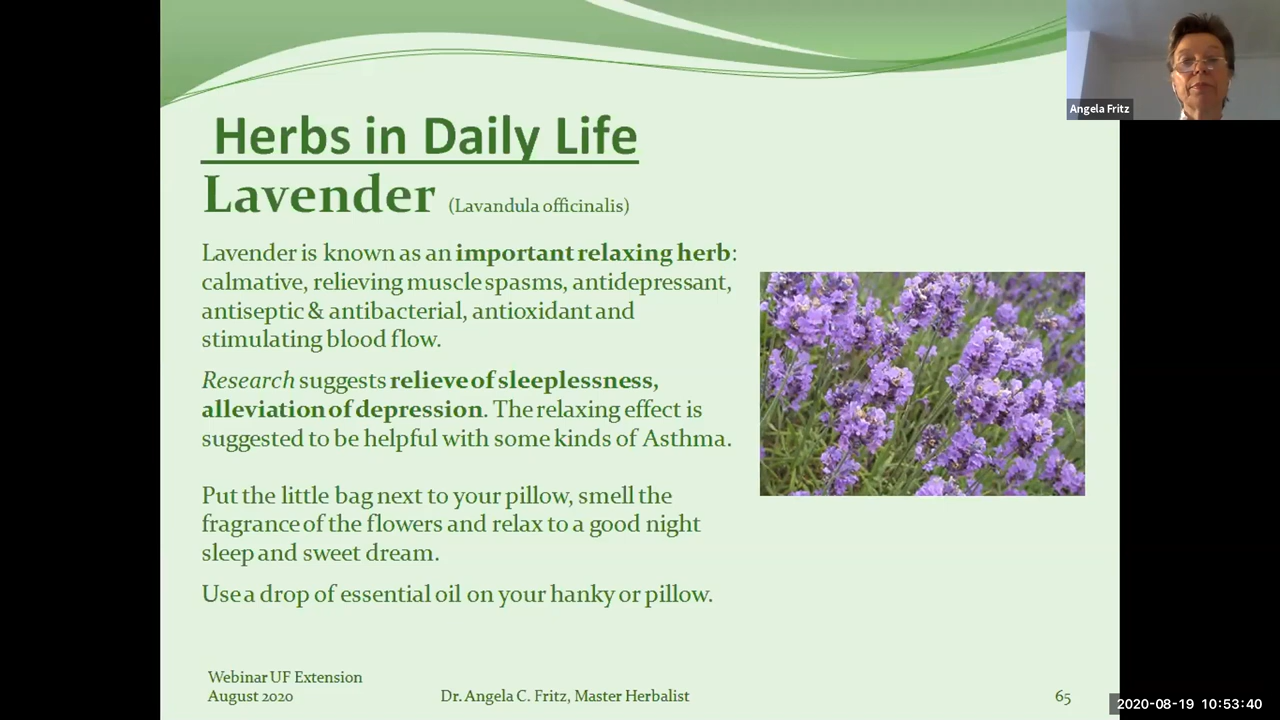 Angela Fritz
Herbs in Daily Life
Lavender (Lavandula officinalis)
Lavender is known as an important relaxing herb:
calmative, relieving muscle spasms, antidepressant,
antiseptic & antibacterial, antioxidant and
stimulating blood flow.
Research suggests relieve of sleeplessness,
alleviation of depression. The relaxing effect is
suggested to be helpful with some kinds of Asthma.
Put the little bag next to your pillow, smell the
fragrance of the flowers and relax to a good night
sleep and sweet dream.
Use a drop of essential oil on your hanky or pillow.
Webinar UF Extension
August 2020
Dr. Angela C. Fritz, Master Herbalist
65
2020-08-19 10:53:40